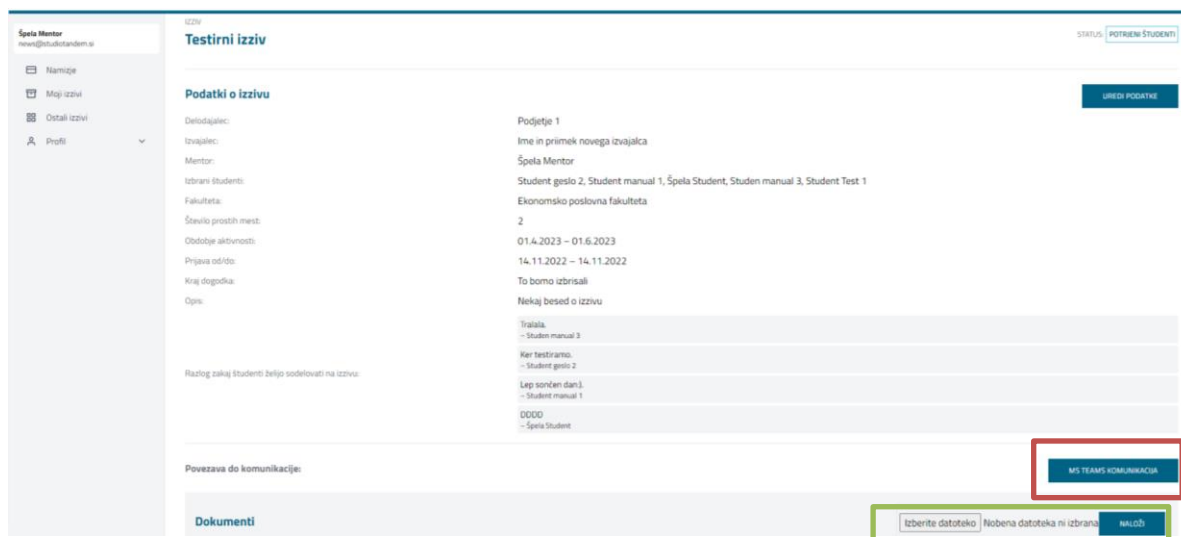 Špela Mentor
news@studiotandem.si
Namizje
Moji izzivi
Ostali izzivi
Profil
IZZIV
Testirni izziv
STATUS: POTRJENI ŠTUDENTI
Podatki o izzivu
UREDI PODATKE
Delodajalec: Podjetje 1
Izvajalec: Ime in priimek novega izvajalca
Mentor: Špela Mentor
Izbrani študenti: Student geslo 2, Student manual 1, Špela Student, Studen manual 3, Student Test 1
Fakulteta: Ekonomsko poslovna fakulteta
Število prostih mest: 2
Obdobje aktivnosti: 01.4.2023 – 01.6.2023
Prijava od/do: 14.11.2022 – 14.11.2022
Kraj dogodka: To bomo izbrisali
Opis: Nekaj besed o izzivu
Razlog zakaj študenti želijo sodelovati na izzivu:
Tralala.
– Studen manual 3
Ker testiramo.
– Student geslo 2
Lep sončen dan:).
– Student manual 1
DDDD
– Špela Student
Povezava do komunikacije:
MS TEAMS KOMUNIKACIJA
Dokumenti
Izberite datoteko Nobena datoteka ni izbrana NALOŽI